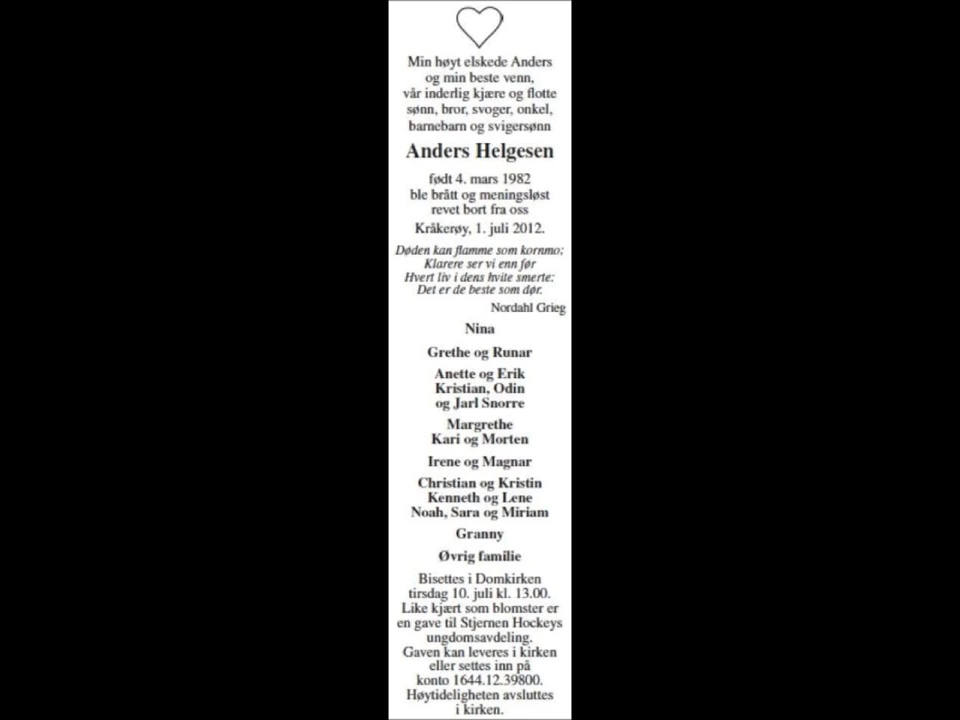 Min høyt elskede Anders
og min beste venn,
vår inderlig kjære og flotte
sønn, bror, svoger, onkel,
barnebarn og svigersønn
Anders Helgesen
født 4. mars 1982
ble brått og meningsløst
revet bort fra oss
Kråkerøy, 1. juli 2012.
Døden kan flamme som kornmo;
Klarere ser vi enn før
Hvert liv i dens hvite smerte:
Det er de beste som dør.
Nordahl Grieg
Nina
Grethe og Runar
Anette og Erik
Kristian, Odin
og Jarl Snorre
Margrethe
Kari og Morten
Irene og Magnar
Christian og Kristin
Kenneth og Lene
Noah, Sara og Miriam
Granny
Øvrig familie
Bisettes i Domkirken
tirsdag 10. juli kl. 13.00.
Like kjært som blomster er
en gave til Stjernen Hockeys
ungdomsavdeling.
Gaven kan leveres i kirken
eller settes inn på
konto 1644.12.39800.
Høytideligheten avsluttes
i kirken.